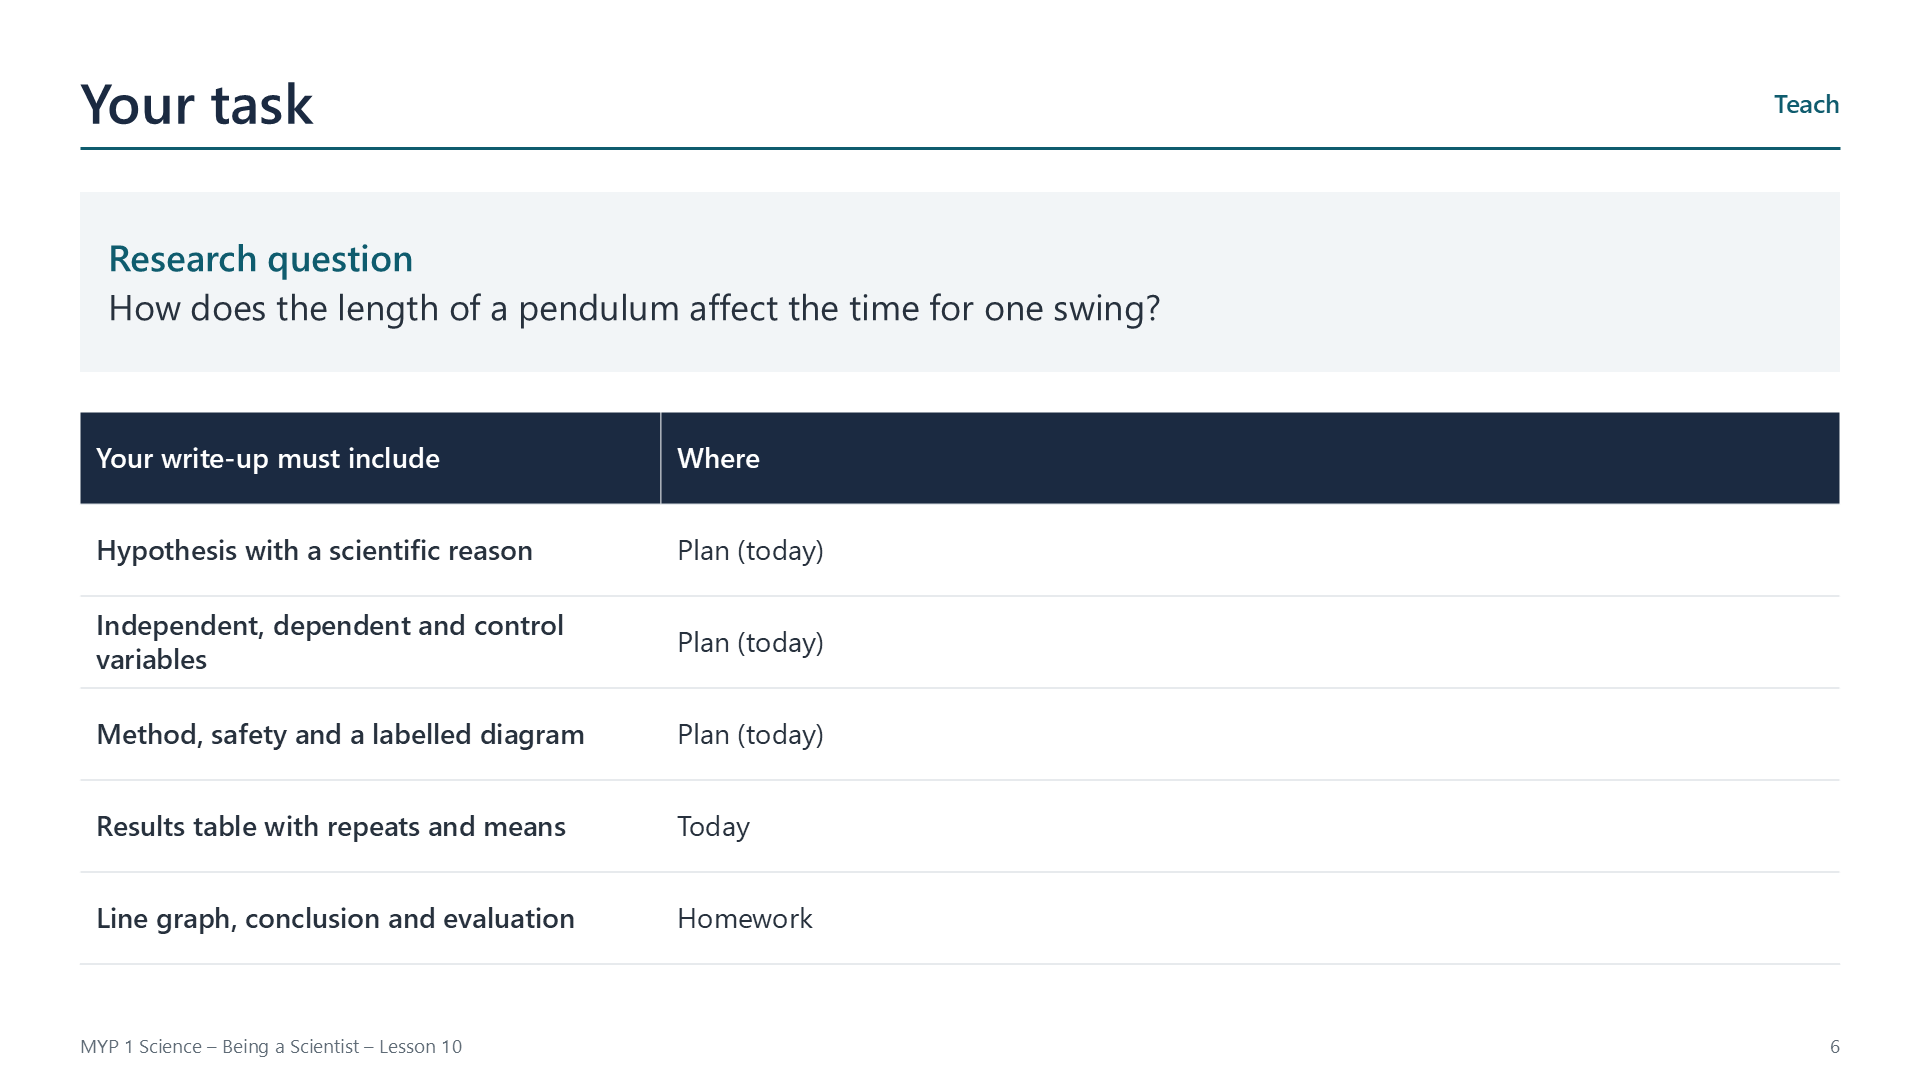 Your task
Teach
Research question
How does the length of a pendulum affect the time for one swing?
Your write-up must include
Where
Hypothesis with a scientific reason
Plan (today)
Independent, dependent and control
variables
Plan (today)
Method, safety and a labelled diagram
Plan (today)
Results table with repeats and means
Today
Line graph, conclusion and evaluation
Homework
MYP 1 Science – Being a Scientist – Lesson 10
6